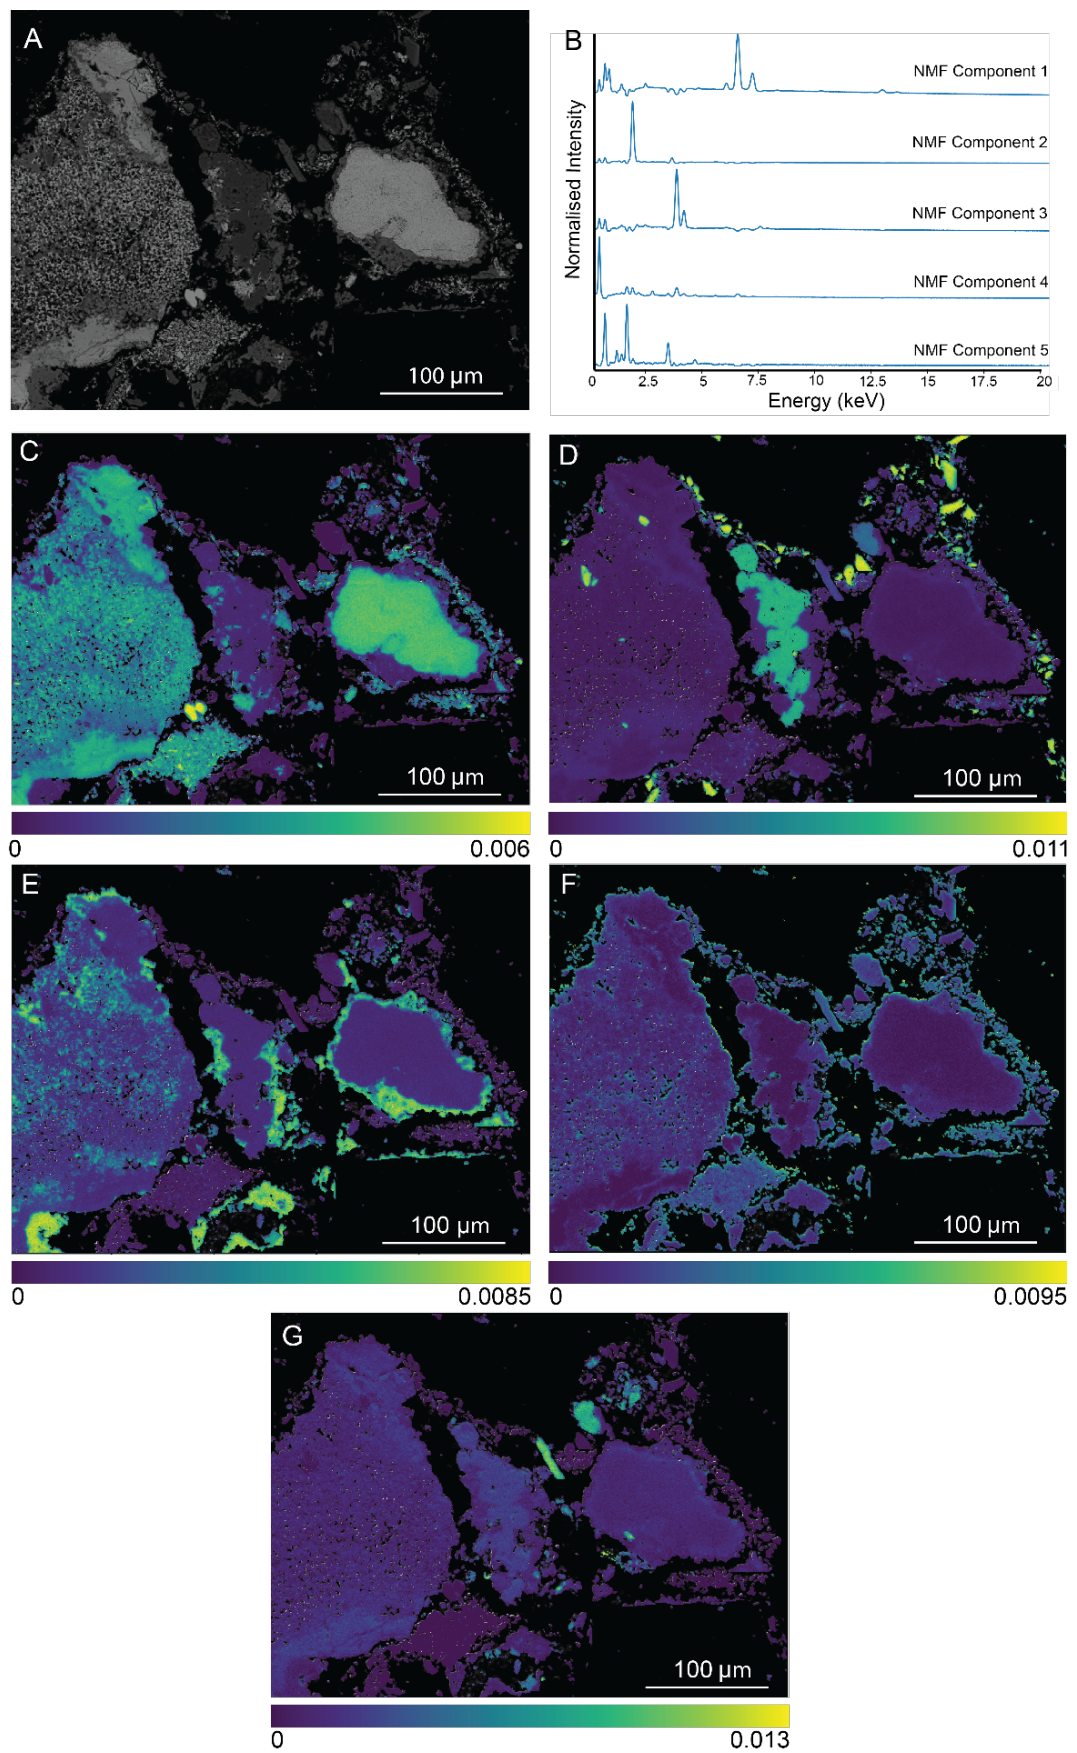 A
100 µm
B
Normalised Intensity
NMF Component 1
NMF Component 2
NMF Component 3
NMF Component 4
NMF Component 5
0 2.5 5 7.5 10 12.5 15 17.5 20
Energy (keV)
C
100 µm
0 0.006
D
100 µm
0 0.011
E
100 µm
0 0.0085
F
100 µm
0 0.0095
G
100 µm
0 0.013